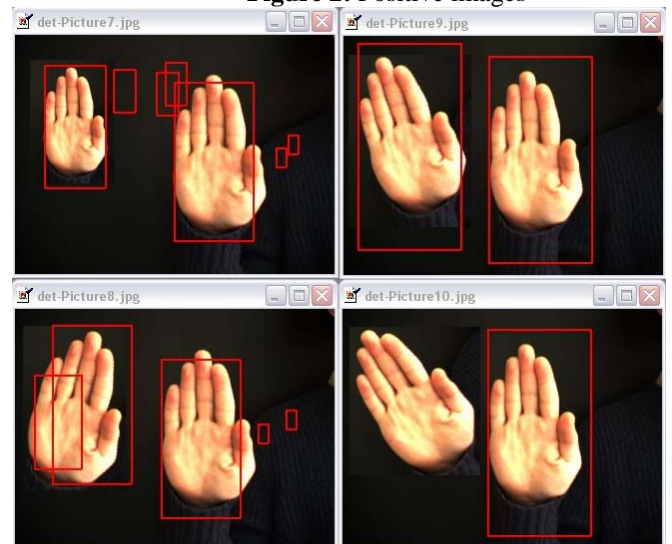 Figure 2. Positive images
det-Picture7.jpg
det-Picture9.jpg
det-Picture8.jpg
det-Picture10.jpg